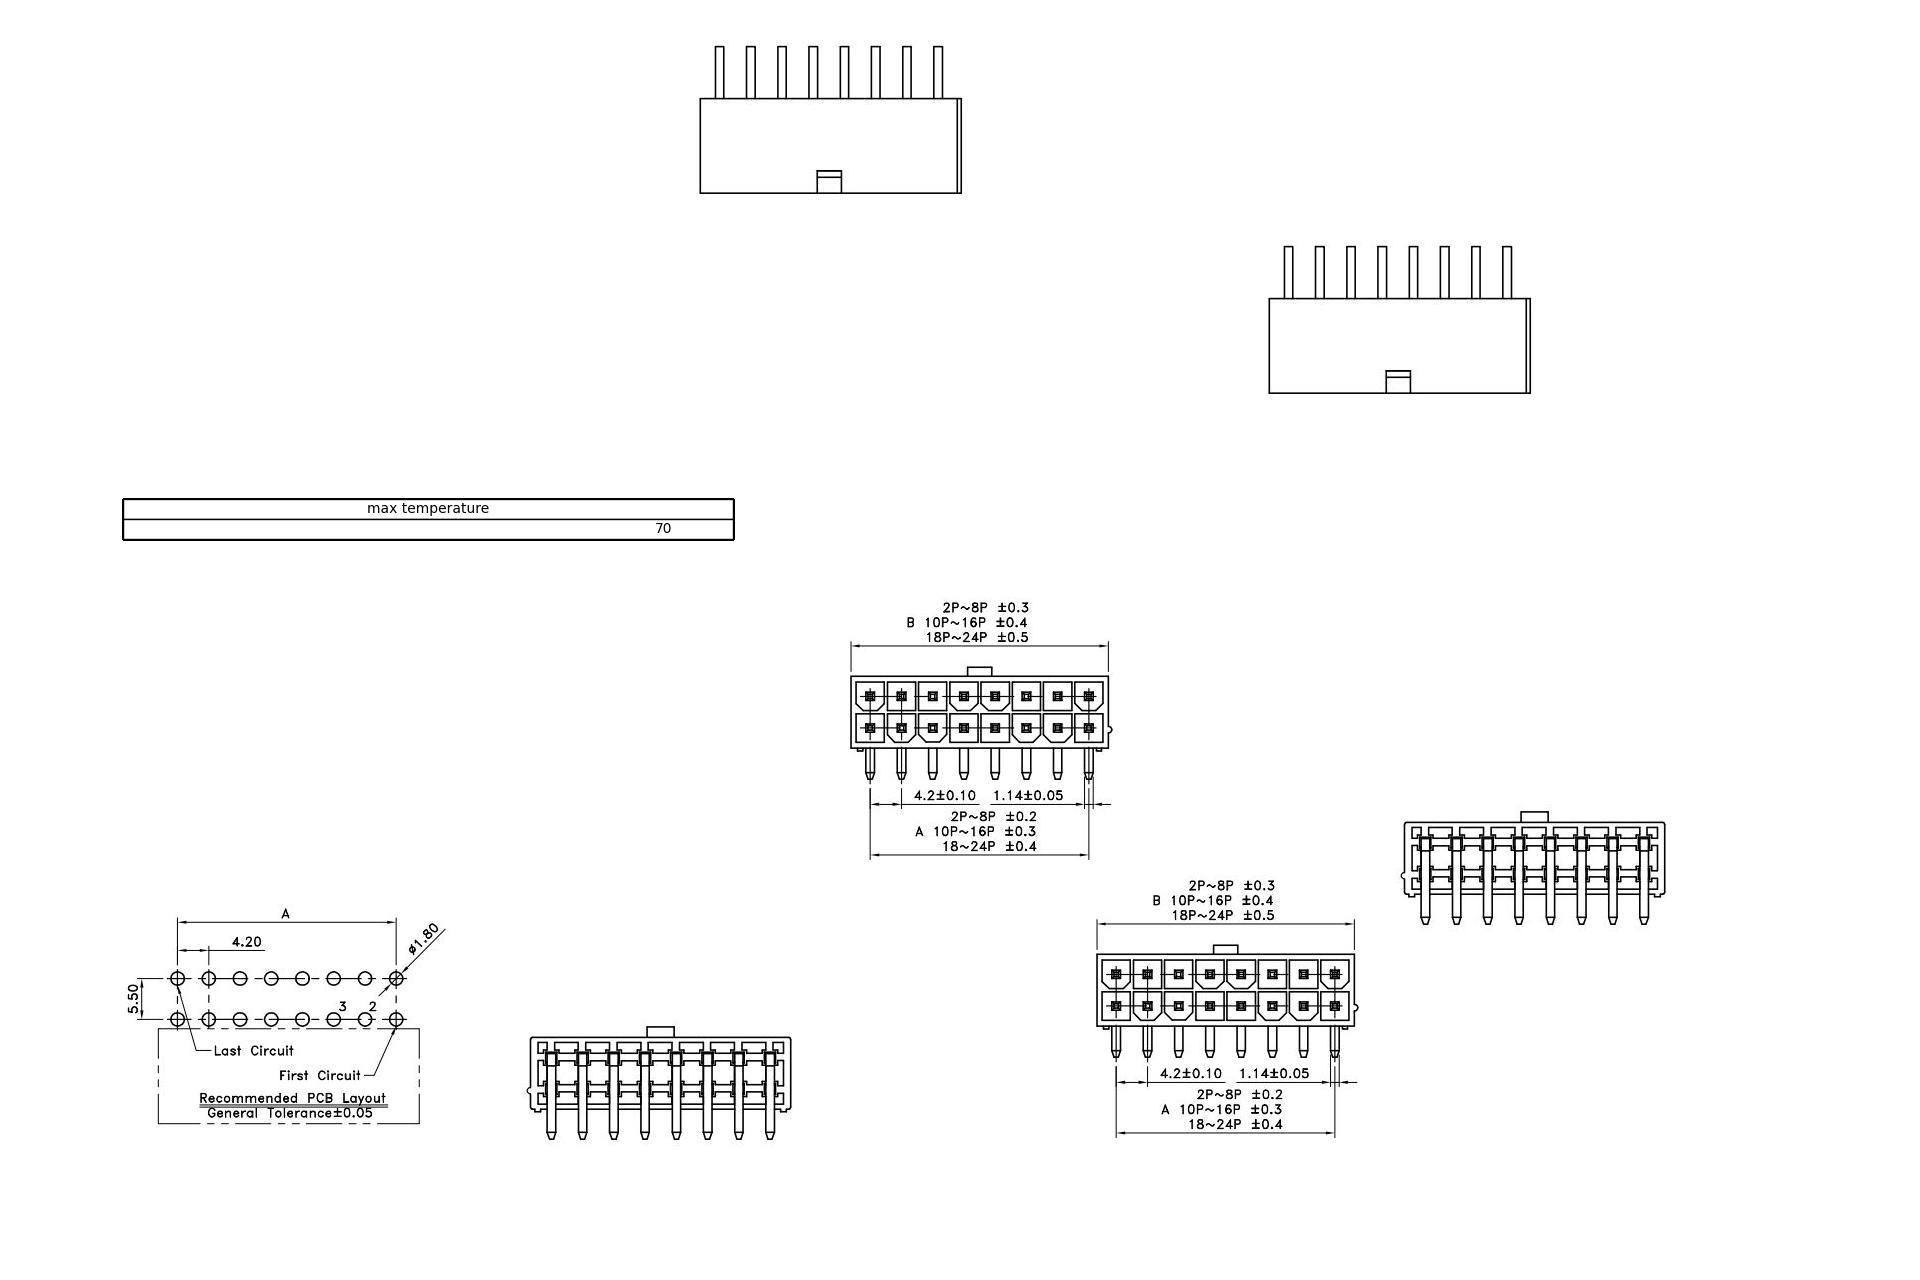 max temperature
70
2P~8P ±0.3
B 10P~16P ±0.4
18P~24P ±0.5
4.2±0.10 1.14±0.05
2P~8P ±0.2
A 10P~16P ±0.3
18~24P ±0.4
2P~8P ±0.3
B 10P~16P ±0.4
18P~24P ±0.5
4.2±0.10 1.14±0.05
2P~8P ±0.2
A 10P~16P ±0.3
18~24P ±0.4
A
4.20
ø1.80
5.50
3 2
Last Circuit
First Circuit
Recommended PCB Layout
General Tolerance±0.05